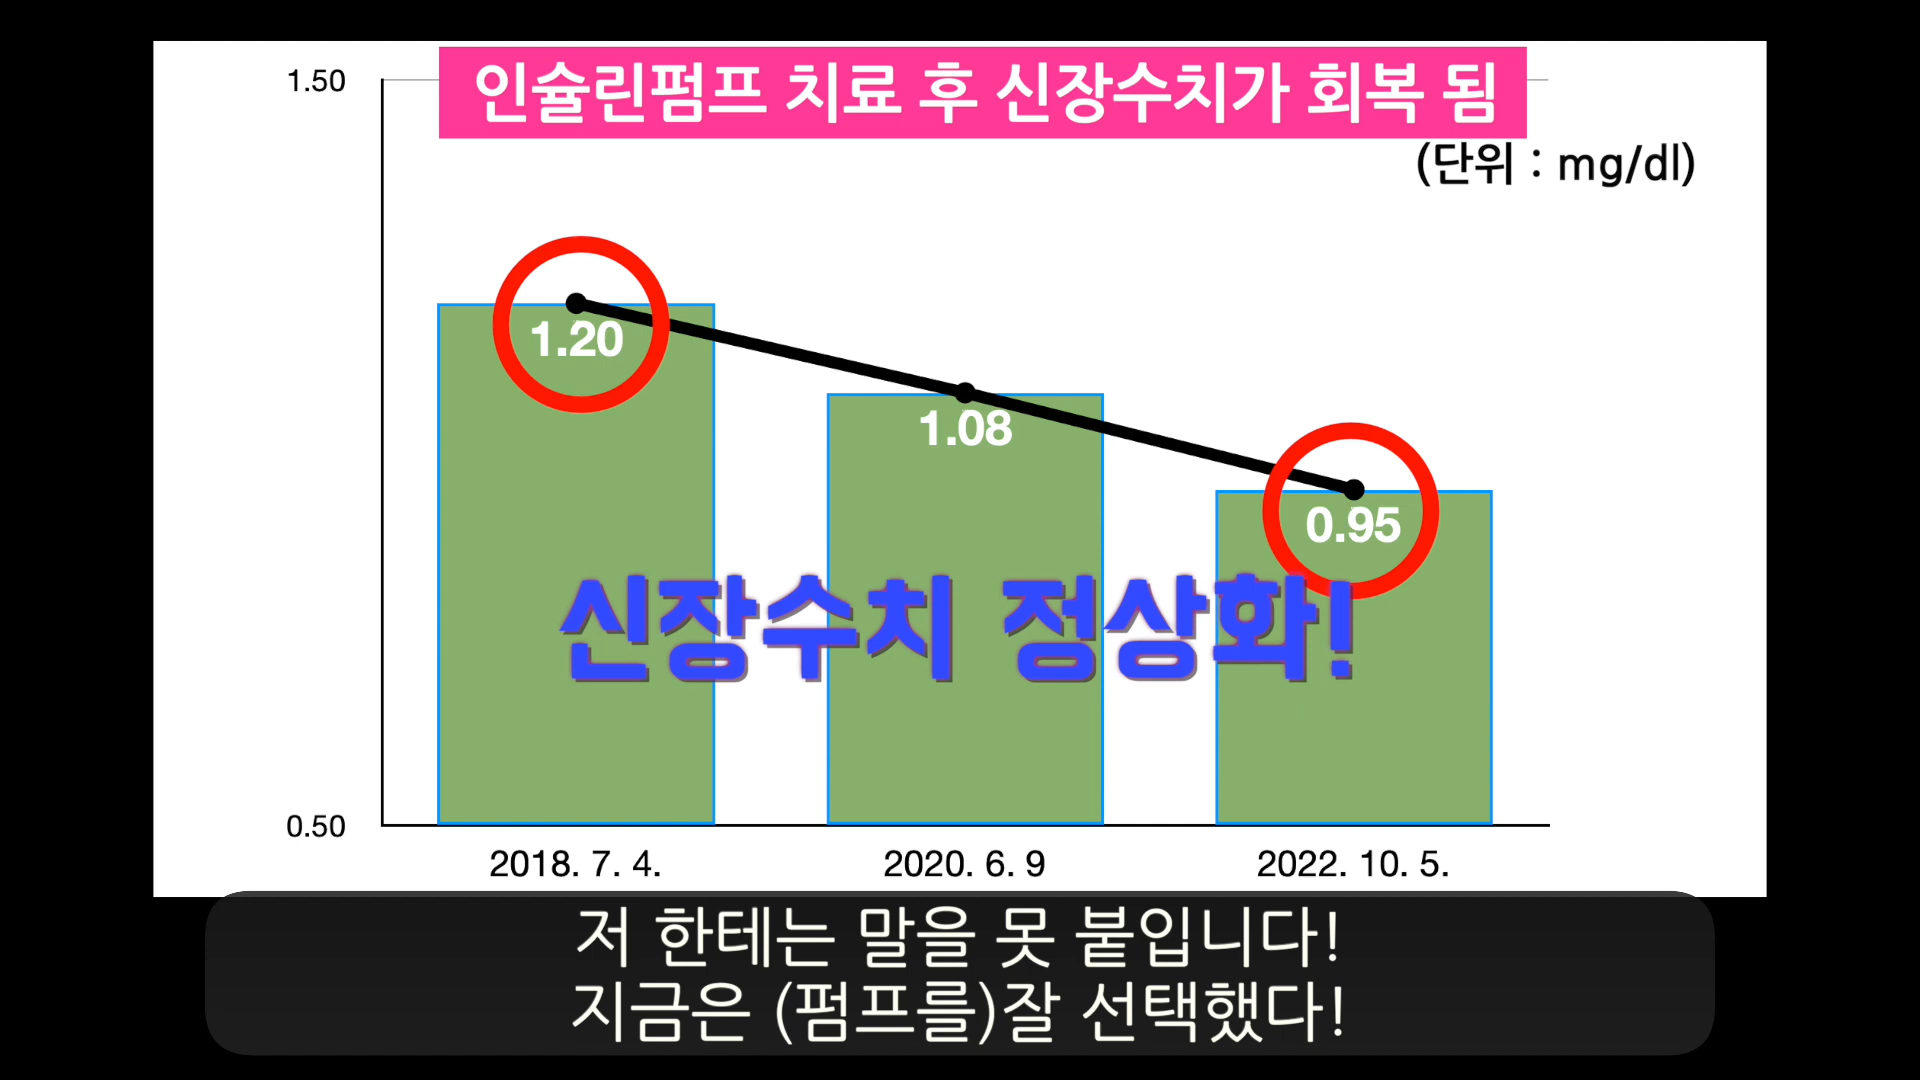 인슐린펌프 치료 후 신장수치가 회복 됨
(단위 : mg/dl)
1.50
1.20
1.08
0.95
신장수치 정상화!
0.50
2018. 7. 4.
2020. 6. 9
2022. 10. 5.
저 한테는 말을 못 붙입니다!
지금은 (펌프를)잘 선택했다!